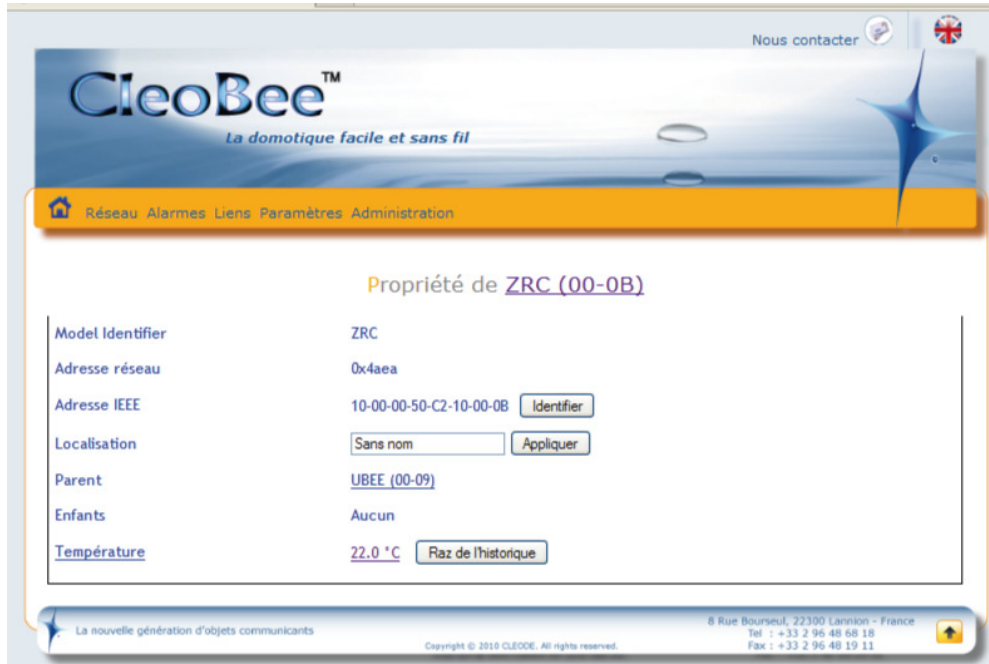 Nous contacter
CleoBee™
La domotique facile et sans fil
Réseau Alarmes Liens Paramètres Administration
Propriété de ZRC (00-0B)
Model Identifier ZRC
Adresse réseau 0x4aea
Adresse IEEE 10-00-00-50-C2-10-00-0B Identifier
Localisation Sans nom Appliquer
Parent UBEE (00-09)
Enfants Aucun
Température 22.0 °C Raz de l'historique
La nouvelle génération d'objets communicants
Copyright © 2010 CLEODE. All rights reserved.
8 Rue Bourseul, 22300 Lannion - France
Tel : +33 2 96 48 68 18
Fax : +33 2 96 48 19 11